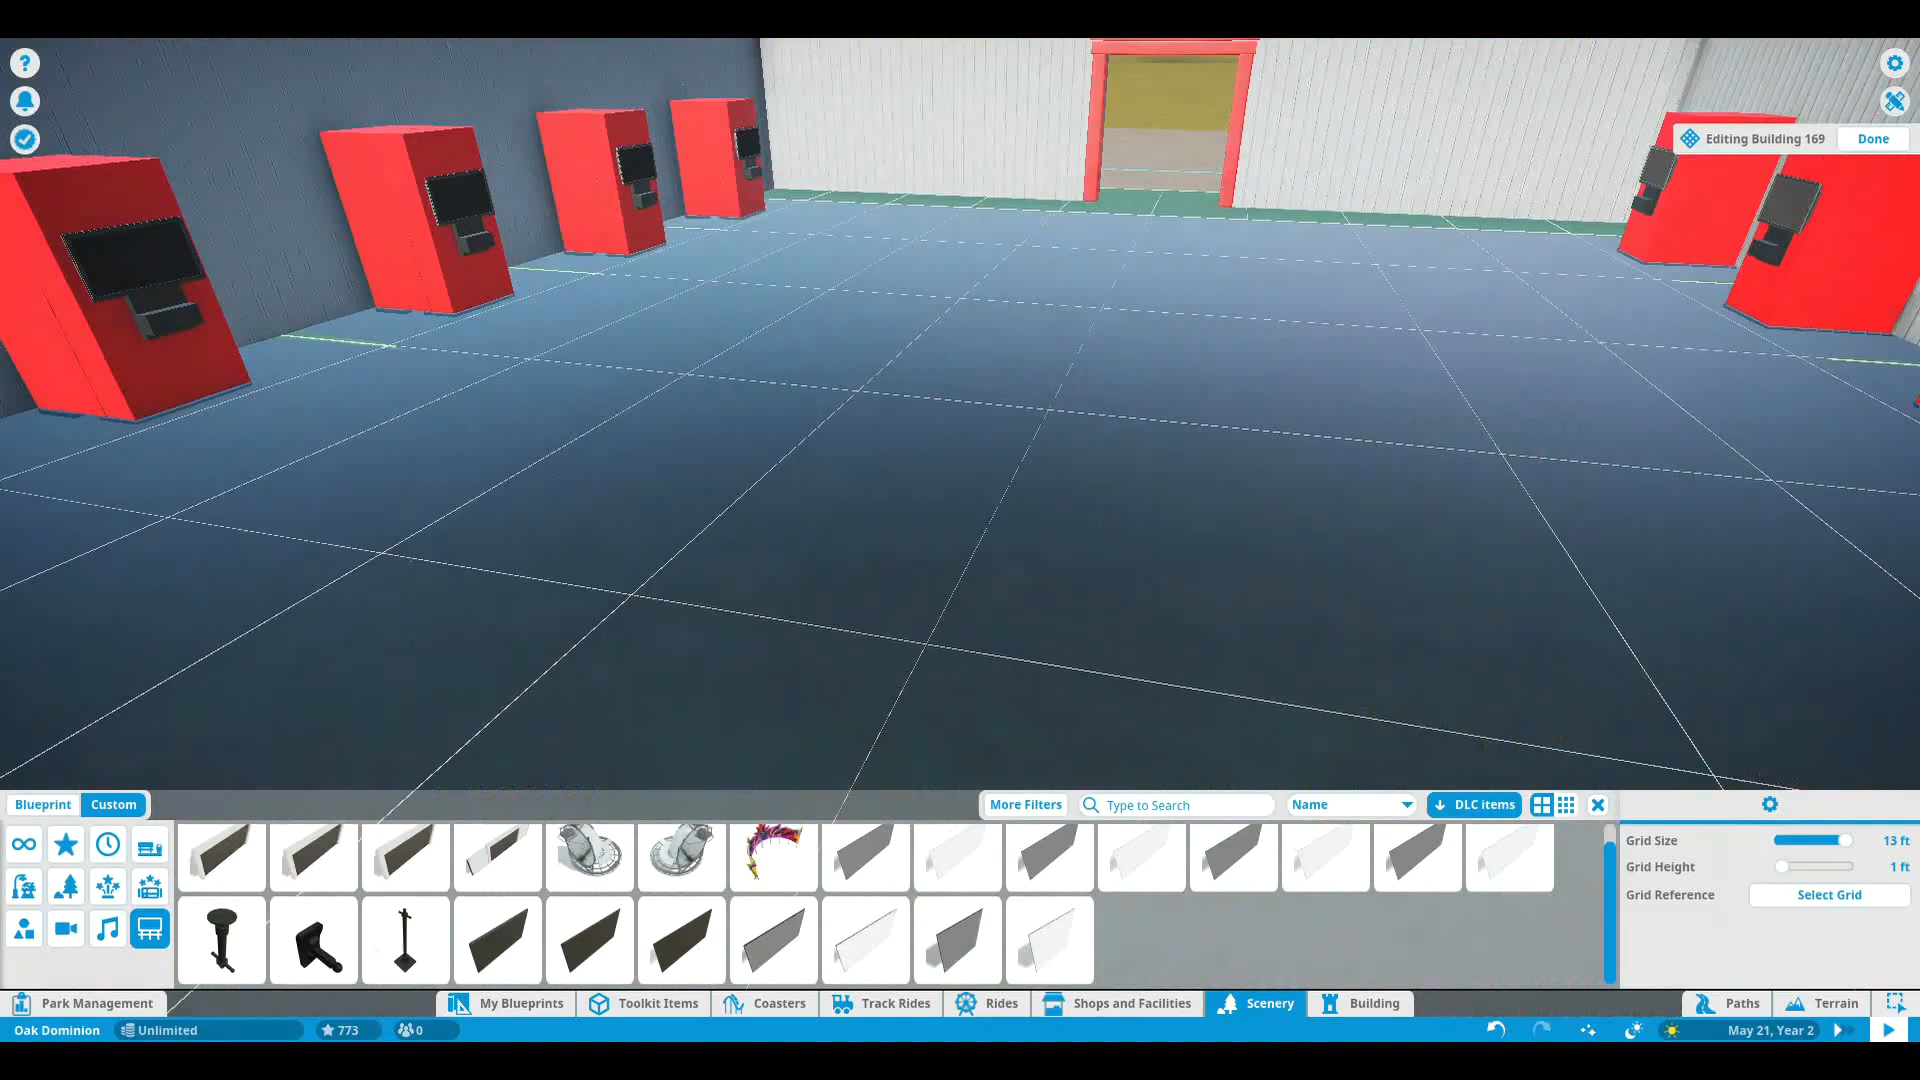 ?
Editing Building 169
Done
Blueprint
Custom
More Filters
Type to Search
Name
DLC items
Grid Size
13 ft
Grid Height
1 ft
Grid Reference
Select Grid
Park Management
My Blueprints
Toolkit Items
Coasters
Track Rides
Rides
Shops and Facilities
Scenery
Building
Paths
Terrain
Oak Dominion
Unlimited
773
0
May 21, Year 2